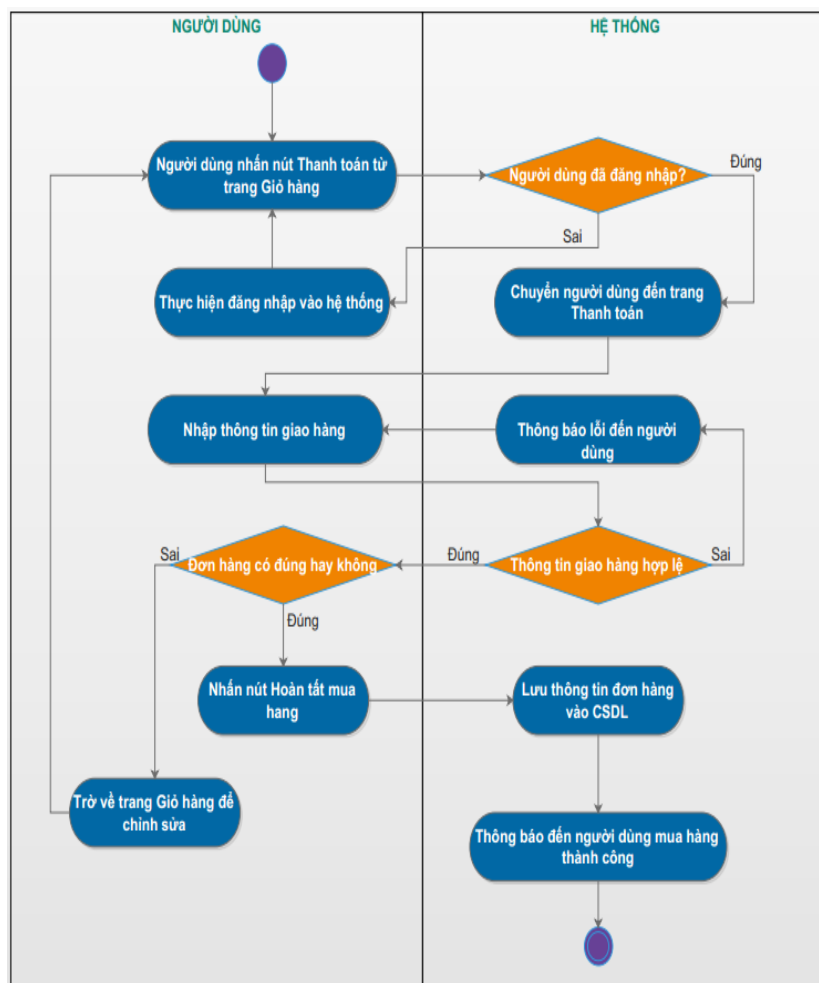 NGƯỜI DÙNG
HỆ THỐNG
Người dùng nhấn nút Thanh toán từ
trang Giỏ hàng
Người dùng đã đăng nhập?
Đúng
Sai
Thực hiện đăng nhập vào hệ thống
Chuyển người dùng đến trang
Thanh toán
Nhập thông tin giao hàng
Thông báo lỗi đến người
dùng
Sai
Đơn hàng có đúng hay không
Đúng
Thông tin giao hàng hợp lệ
Sai
Đúng
Nhấn nút Hoàn tất mua
hang
Lưu thông tin đơn hàng
vào CSDL
Trờ về trang Giỏ hàng để
chỉnh sửa
Thông báo đến người dùng mua hàng
thành công